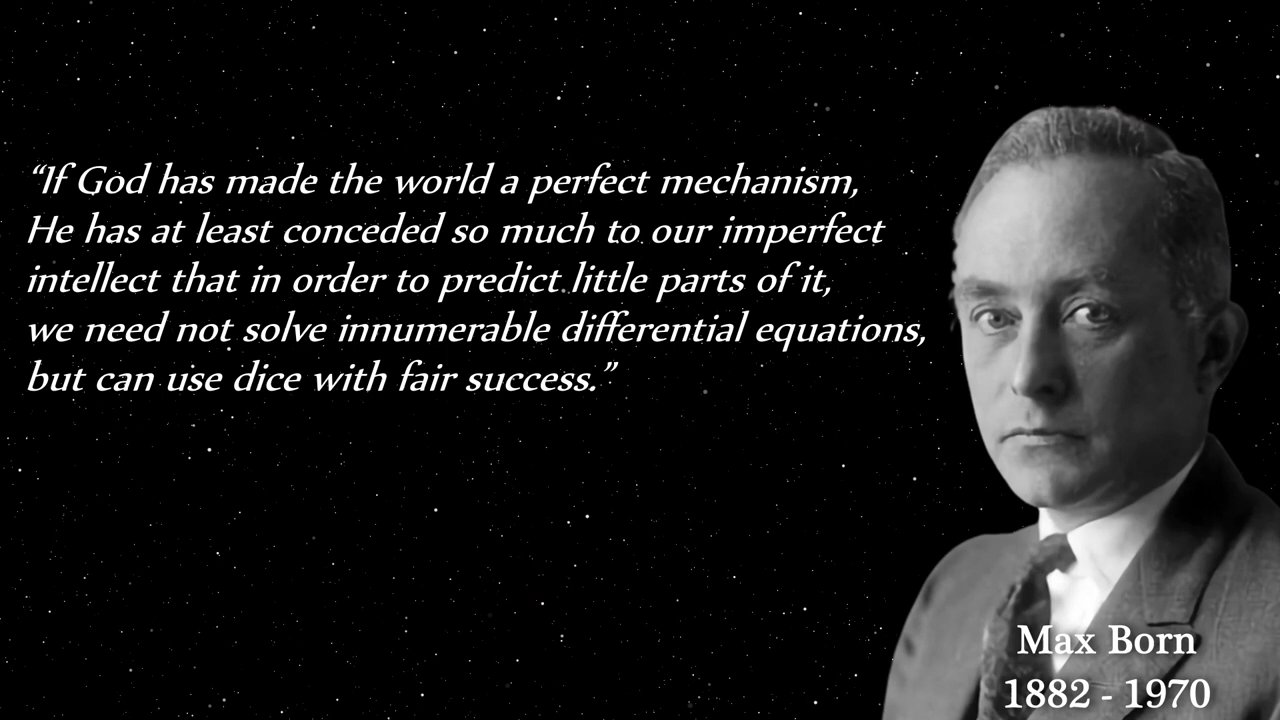 “If God has made the world a perfect mechanism,
He has at least conceded so much to our imperfect
intellect that in order to predict little parts of it,
we need not solve innumerable differential equations,
but can use dice with fair success.”
Max Born
1882 - 1970